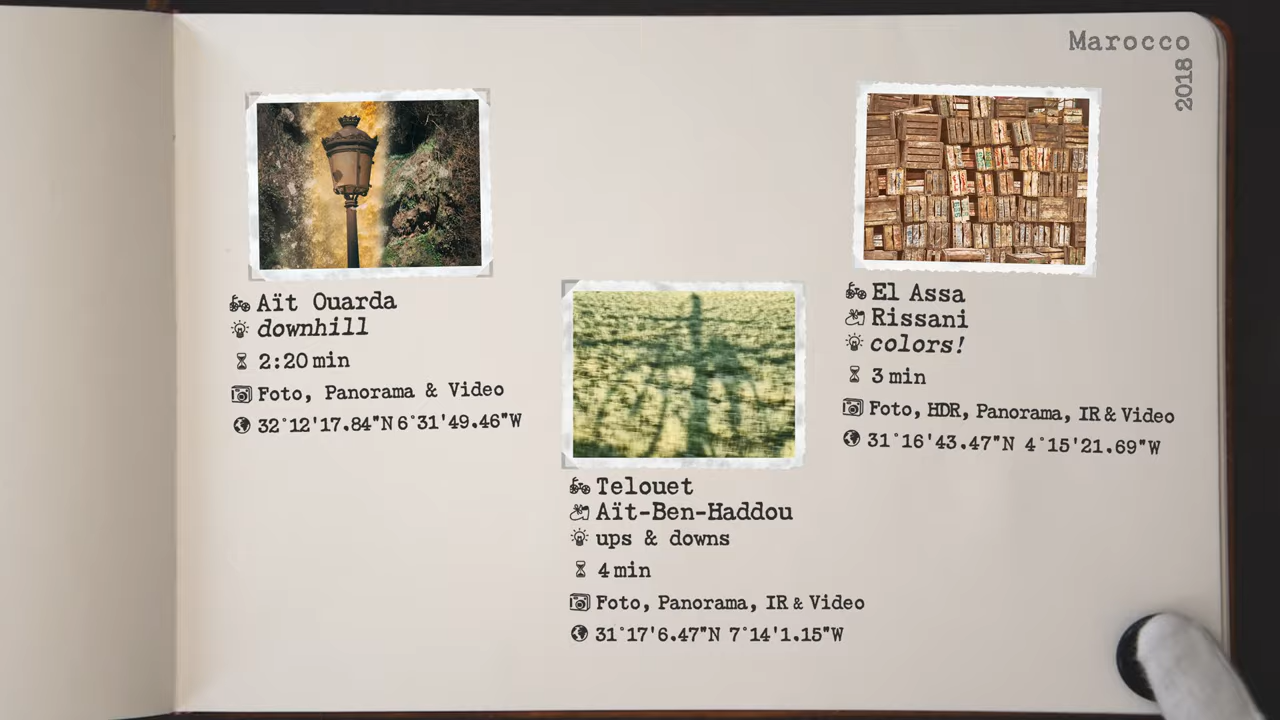 Marocco
2018
Aït Ouarda
downhill
2:20 min
Foto, Panorama & Video
32°12'17.84"N 6°31'49.46"W
Telouet
Aït-Ben-Haddou
ups & downs
4 min
Foto, Panorama, IR & Video
31°17'6.47"N 7°14'1.15"W
El Assa
Rissani
colors!
3 min
Foto, HDR, Panorama, IR & Video
31°16'43.47"N 4°15'21.69"W